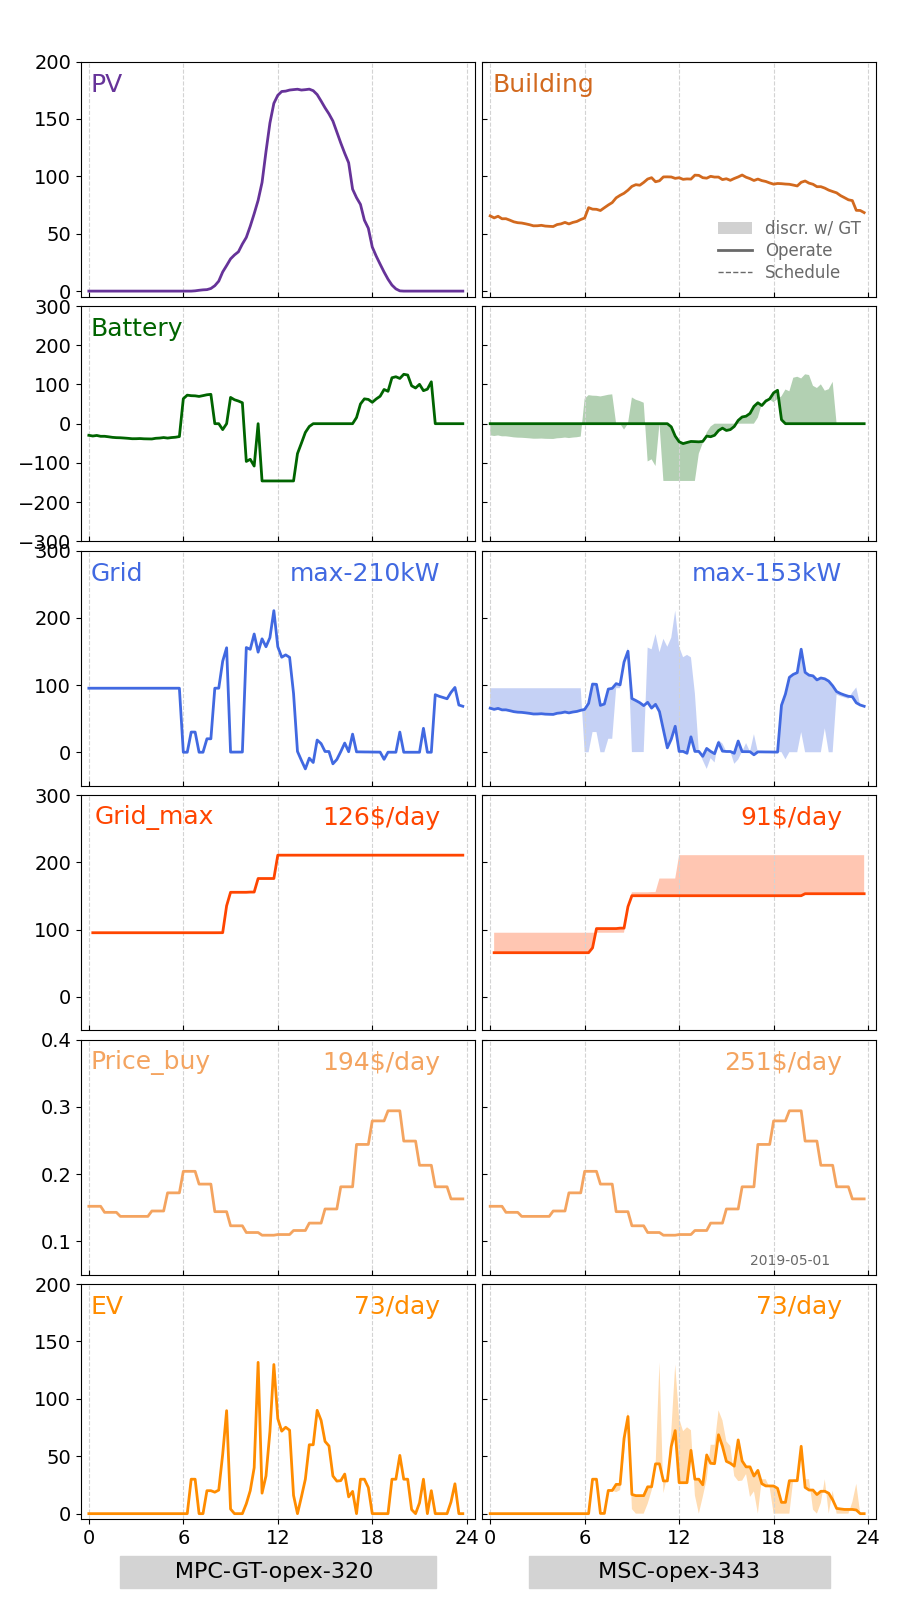 200
PV
Building
150
100
50
discr. w/ GT
Operate
Schedule
0
300
Battery
200
100
0
−100
−200
−300
300
Grid
max-210kW
max-153kW
200
100
0
300
Grid_max
126$/day
91$/day
200
100
0
0.4
Price_buy
194$/day
251$/day
0.3
0.2
0.1
2019-05-01
200
EV
73/day
73/day
150
100
50
0
0 6 12 18 24 0 6 12 18 24
MPC-GT-opex-320
MSC-opex-343